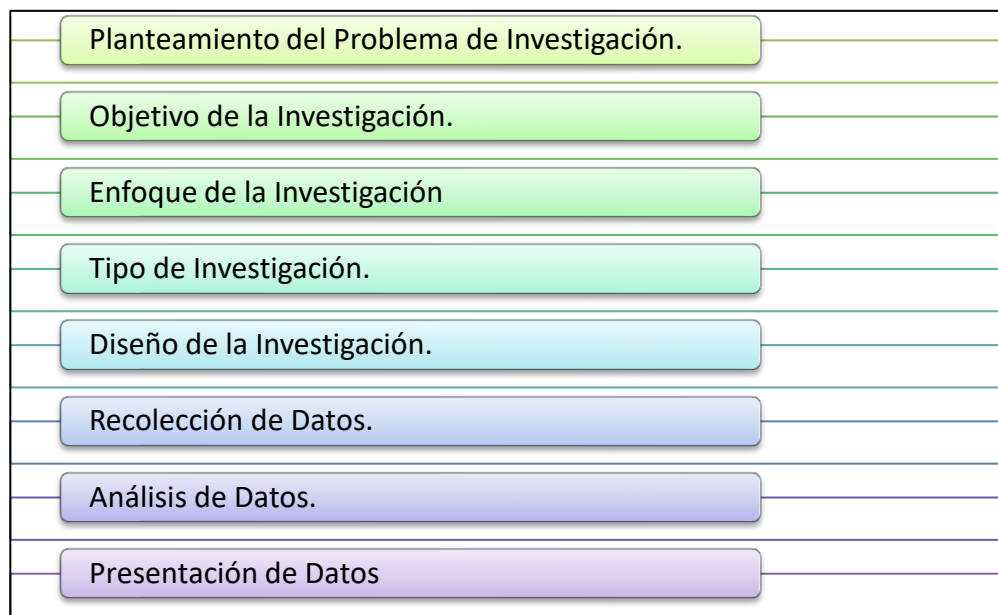 Planteamiento del Problema de Investigación.
Objetivo de la Investigación.
Enfoque de la Investigación
Tipo de Investigación.
Diseño de la Investigación.
Recolección de Datos.
Análisis de Datos.
Presentación de Datos